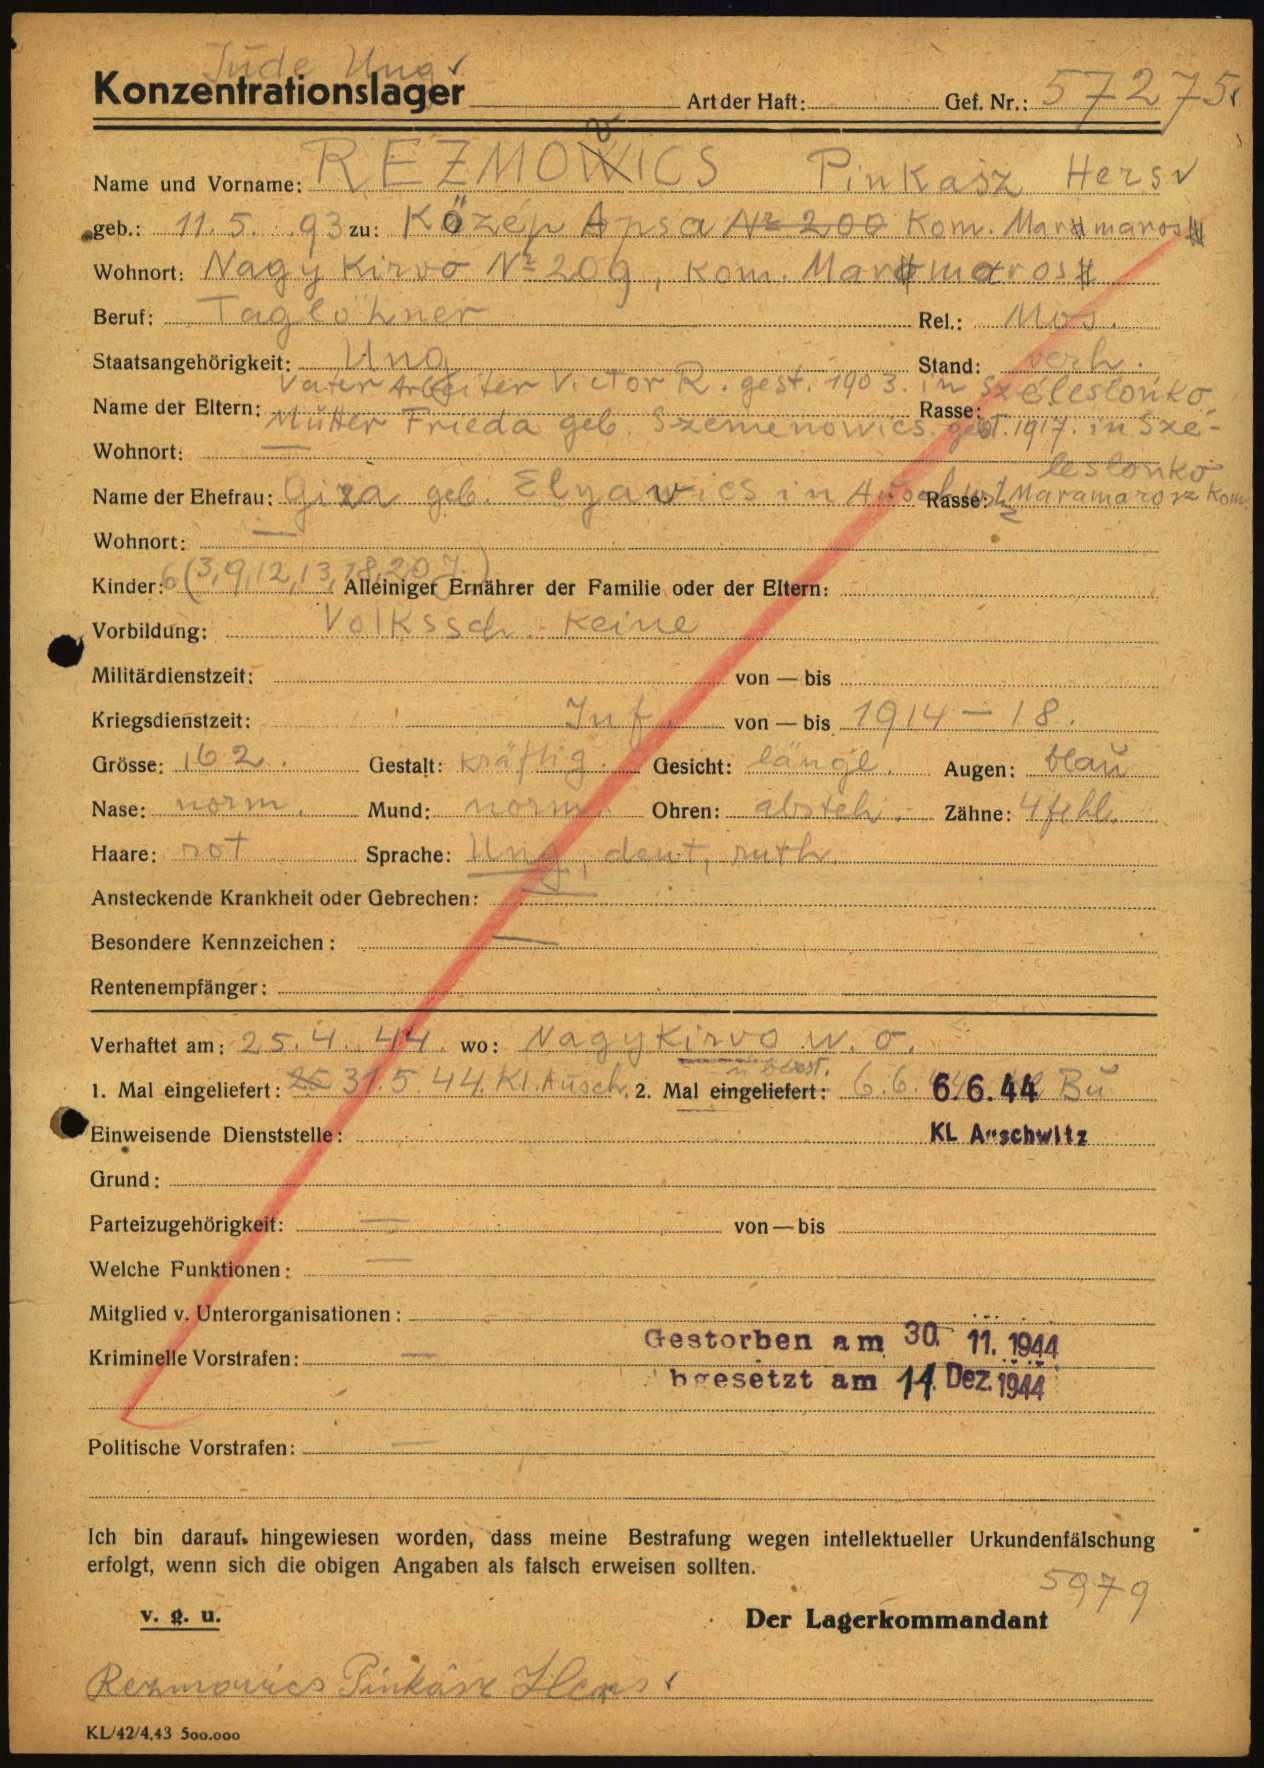 Jude Ung.
Konzentrationslager Art der Haft: Gef. Nr.: 57275
Name und Vorname: REZMOWICS v Pinkasz Hers
geb.: 11.5. 93 zu: Közép Apsa Nr 200 Kom. Maramaros
Wohnort: Nagy Kirvo Nr 209, Kom. Maramaros
Beruf: Taglöhner Rel.: Mos.
Staatsangehörigkeit: Ung Stand: verh.
Vater Arbeiter Victor R. gest. 1903. in Szeleslonko,
Name der Eltern: Rasse:
Mutter Frieda geb. Szemenowics gest. 1917. in Sze-
Wohnort: — leslonko
Name der Ehefrau: Giza geb. Elyawics in Rasse: Maramarosz Kom.
Wohnort: —
Kinder: 6 (3,9,12,13,18,20 J.) Alleiniger Ernährer der Familie oder der Eltern:
Vorbildung: Volkssch. keine
Militärdienstzeit: von — bis
Kriegsdienstzeit: Inf. von — bis 1914 — 18.
Grösse: 162. Gestalt: kräftig. Gesicht: längl. Augen: blau
Nase: norm. Mund: norm. Ohren: absteh. Zähne: 4 fehl.
Haare: rot Sprache: Ung, deut, ruth.
Ansteckende Krankheit oder Gebrechen: —
Besondere Kennzeichen: —
Rentenempfänger:
Verhaftet am: 25.4. 44. wo: Nagykirvo w. o.
u überst.
1. Mal eingeliefert: 25 31.5.44. Kl. Ausch. 2. Mal eingeliefert: 6.6. 6.6.44 Bu
Einweisende Dienststelle: KL Auschwitz
Grund:
Parteizugehörigkeit: — von — bis
Welche Funktionen: —
Mitglied v. Unterorganisationen:
Gestorben am 30. 11. 1944
Kriminelle Vorstrafen: —
bgesetzt am 14. Dez. 1944
Politische Vorstrafen: —
Ich bin darauf hingewiesen worden, dass meine Bestrafung wegen intellektueller Urkundenfälschung
erfolgt, wenn sich die obigen Angaben als falsch erweisen sollten.
5979
v. g. u. Der Lagerkommandant
Rezmowics Pinkász Hers
KL/42/4.43 500.000